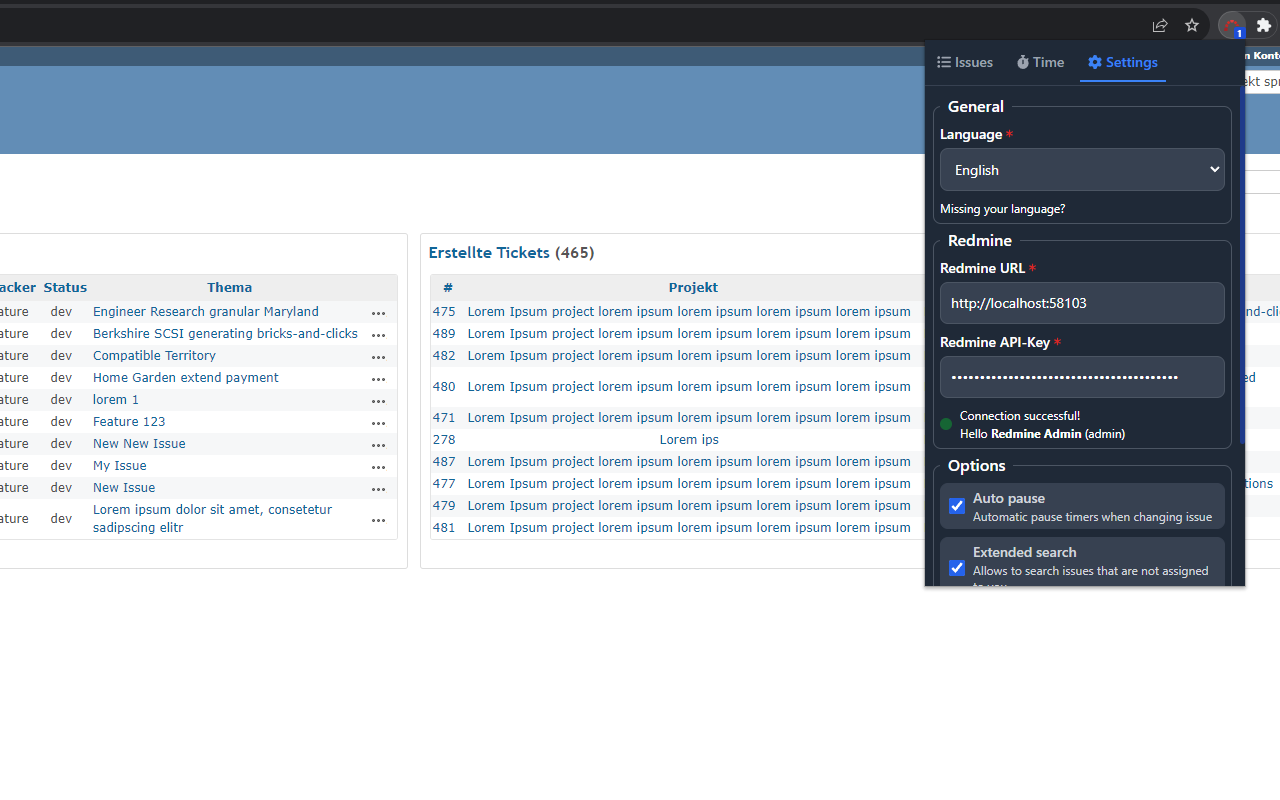 1
Issues Time Settings
n Kont
ekt spr
General
Language *
English
Missing your language?
Redmine
Redmine URL *
http://localhost:58103
Redmine API-Key *
••••••••••••••••••••••••••••••••••••••••
Connection successful!
Hello Redmine Admin (admin)
Options
Auto pause
Automatic pause timers when changing issue
Extended search
Allows to search issues that are not assigned
to you
acker Status Thema
ature dev Engineer Research granular Maryland ...
ature dev Berkshire SCSI generating bricks-and-clicks ...
ature dev Compatible Territory ...
ature dev Home Garden extend payment ...
ature dev lorem 1 ...
ature dev Feature 123 ...
ature dev New New Issue ...
ature dev My Issue ...
ature dev New Issue ...
ature dev Lorem ipsum dolor sit amet, consetetur
sadipscing elitr ...
Erstellte Tickets (465)
# Projekt
475 Lorem Ipsum project lorem ipsum lorem ipsum lorem ipsum lorem ipsum nd-clic
489 Lorem Ipsum project lorem ipsum lorem ipsum lorem ipsum lorem ipsum
482 Lorem Ipsum project lorem ipsum lorem ipsum lorem ipsum lorem ipsum
480 Lorem Ipsum project lorem ipsum lorem ipsum lorem ipsum lorem ipsum ed
471 Lorem Ipsum project lorem ipsum lorem ipsum lorem ipsum lorem ipsum
278 Lorem ips
487 Lorem Ipsum project lorem ipsum lorem ipsum lorem ipsum lorem ipsum
477 Lorem Ipsum project lorem ipsum lorem ipsum lorem ipsum lorem ipsum tions
479 Lorem Ipsum project lorem ipsum lorem ipsum lorem ipsum lorem ipsum
481 Lorem Ipsum project lorem ipsum lorem ipsum lorem ipsum lorem ipsum